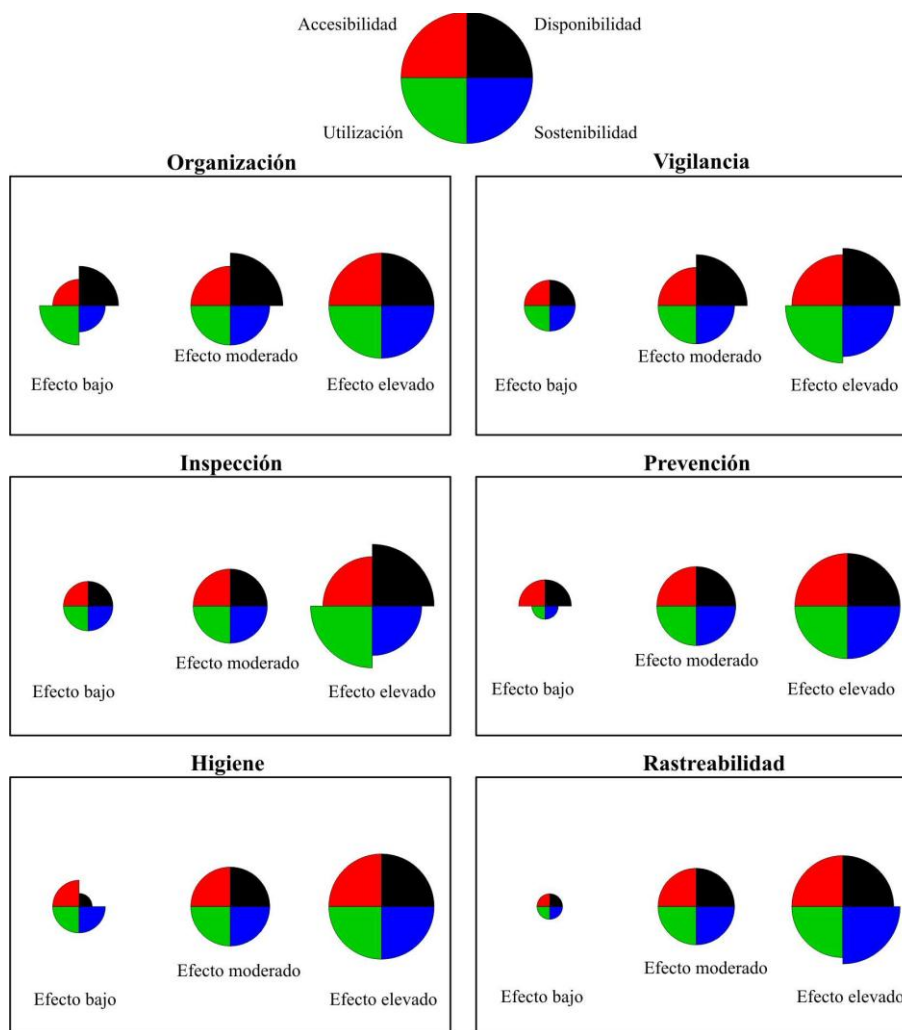 Accesibilidad Disponibilidad
Utilización Sostenibilidad
Organización Vigilancia
Efecto bajo Efecto moderado Efecto elevado Efecto bajo Efecto moderado Efecto elevado
Inspección Prevención
Efecto bajo Efecto moderado Efecto elevado Efecto bajo Efecto moderado Efecto elevado
Higiene Rastreabilidad
Efecto bajo Efecto moderado Efecto elevado Efecto bajo Efecto moderado Efecto elevado